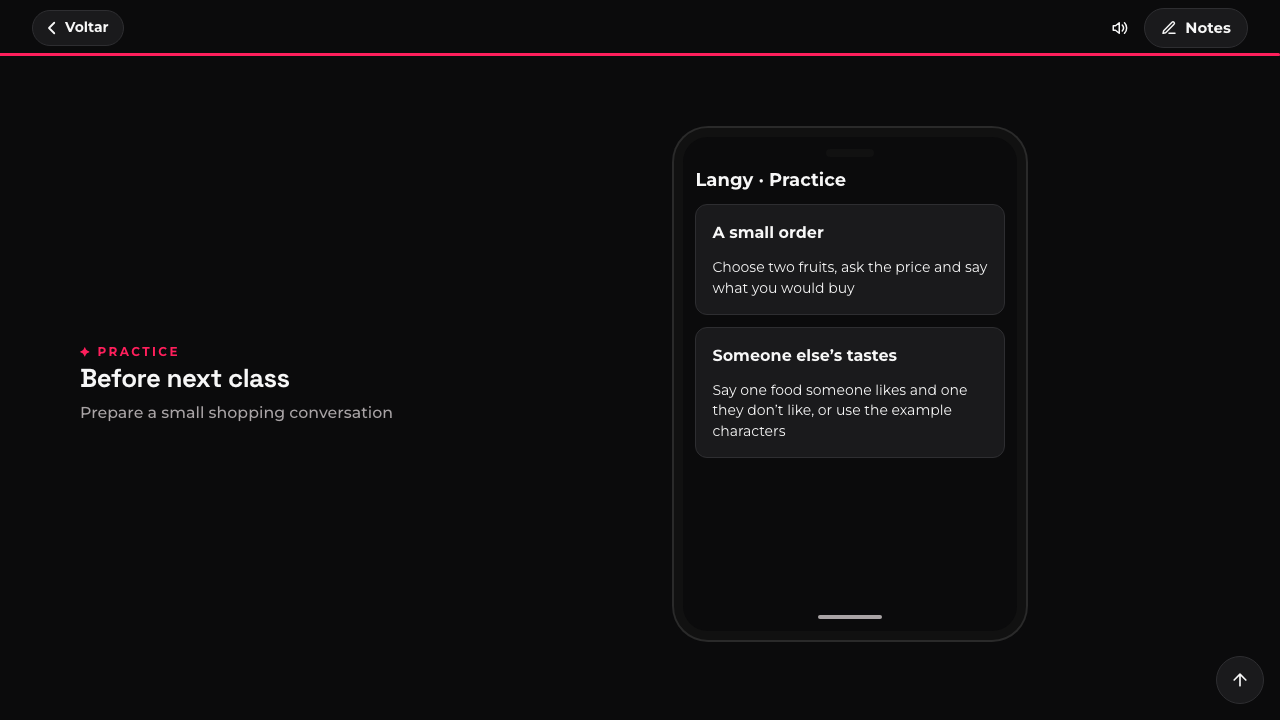 Voltar
Notes
PRACTICE
Before next class
Prepare a small shopping conversation
Langy · Practice
A small order
Choose two fruits, ask the price and say
what you would buy
Someone else’s tastes
Say one food someone likes and one
they don’t like, or use the example
characters